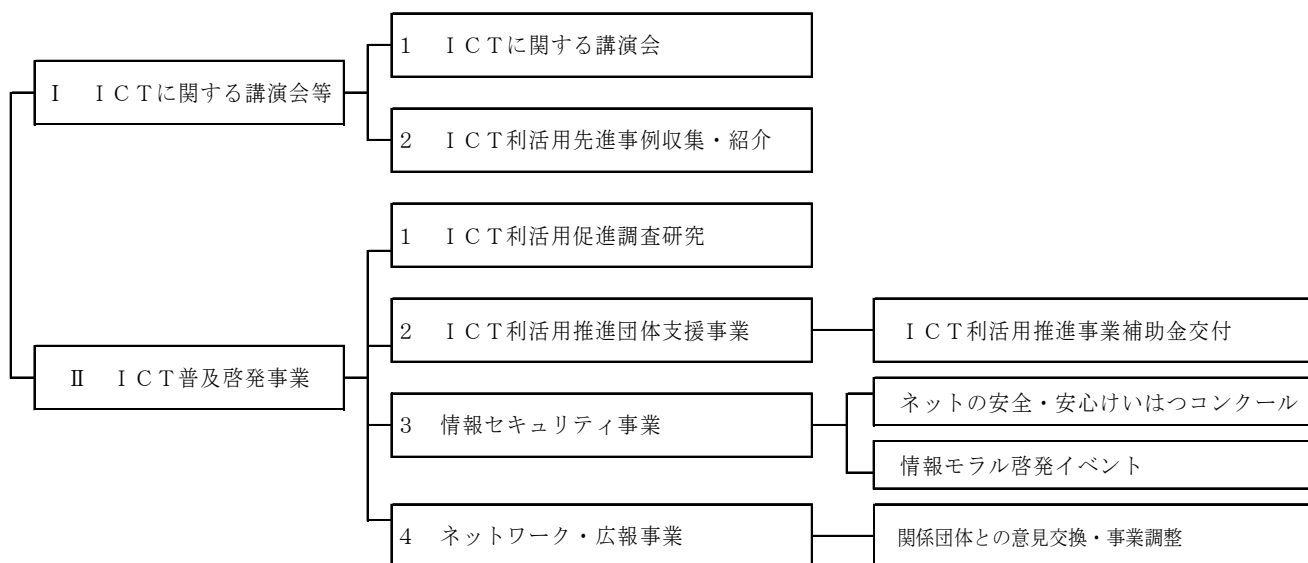 Ⅰ　ＩＣＴに関する講演会等
1　ＩＣＴに関する講演会
2　ＩＣＴ利活用先進事例収集・紹介
Ⅱ　ＩＣＴ普及啓発事業
1　ＩＣＴ利活用促進調査研究
2　ＩＣＴ利活用推進団体支援事業
ＩＣＴ利活用推進事業補助金交付
3　情報セキュリティ事業
ネットの安全・安心けいはつコンクール
情報モラル啓発イベント
4　ネットワーク・広報事業
関係団体との意見交換・事業調整